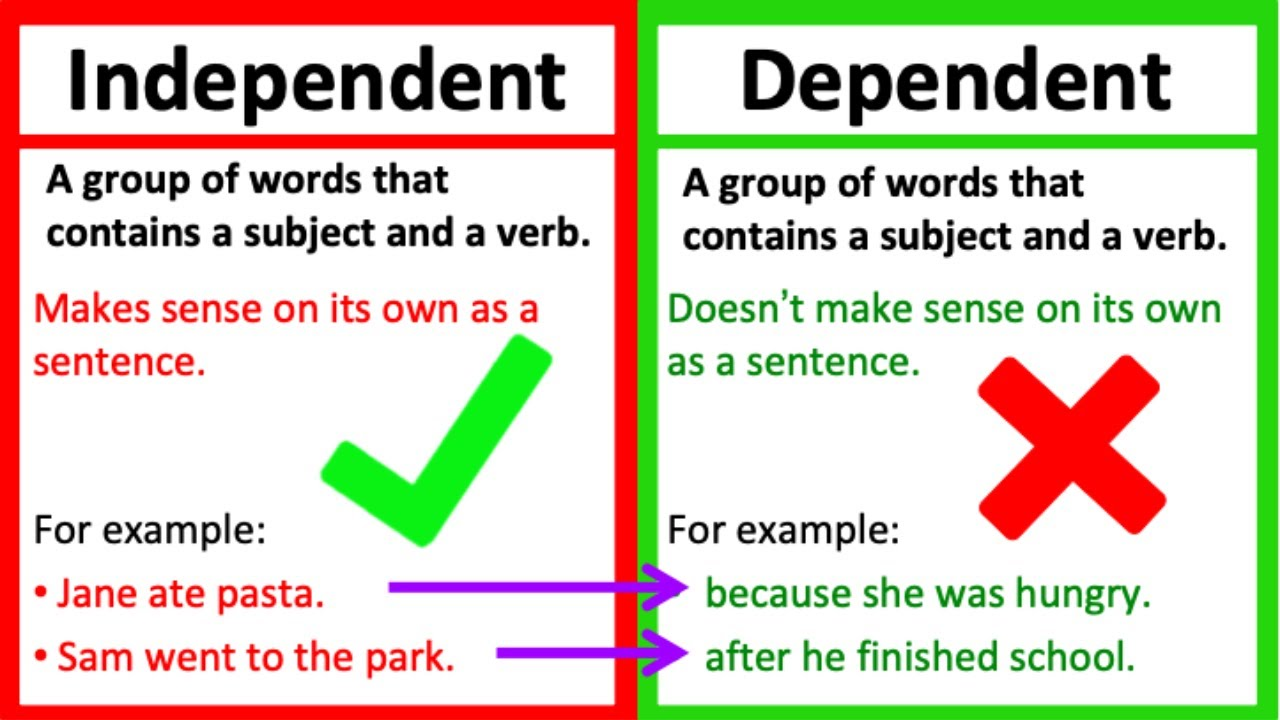 Independent
A group of words that
contains a subject and a verb.
Makes sense on its own as a
sentence.
For example:
• Jane ate pasta.
• Sam went to the park.
Dependent
A group of words that
contains a subject and a verb.
Doesn’t make sense on its own
as a sentence.
For example:
because she was hungry.
after he finished school.